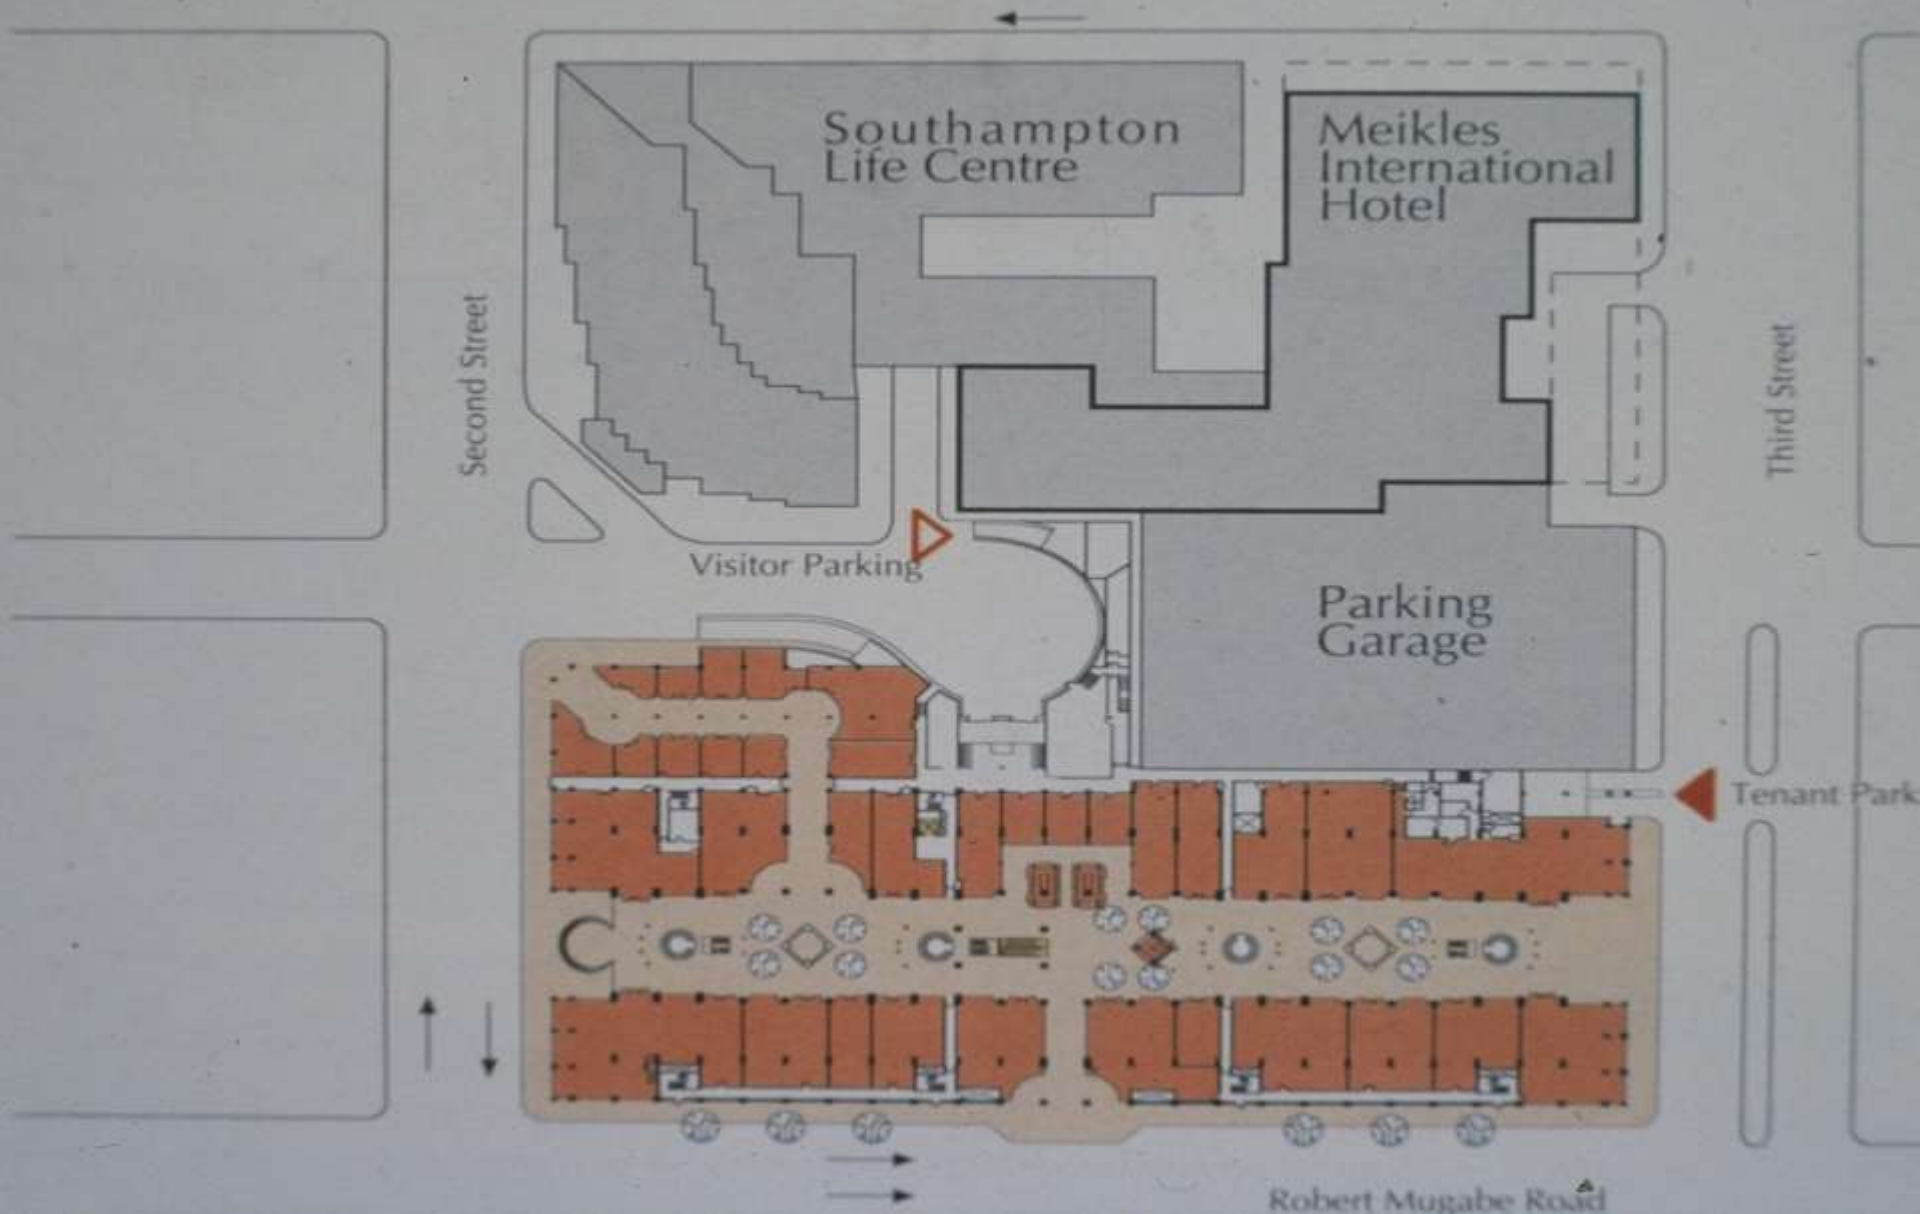 Southampton
Life Centre
Meikles
International
Hotel
Second Street
Third Street
Visitor Parking
Parking
Garage
Tenant Park
Robert Mugabe Road